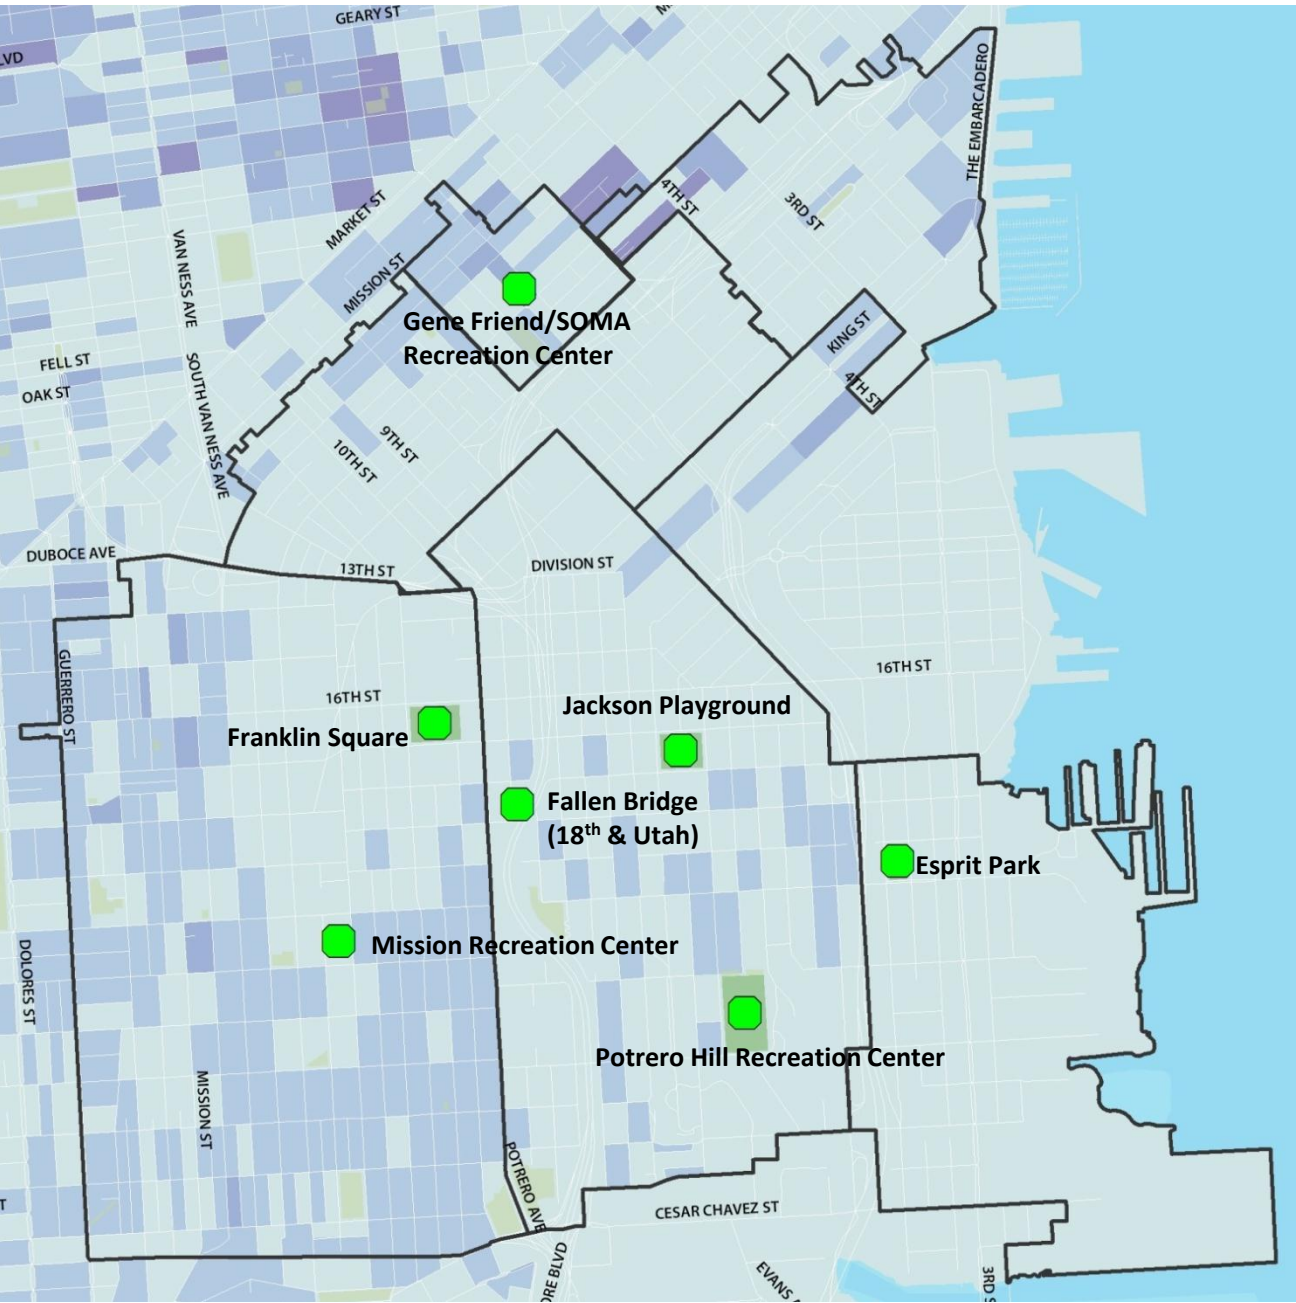 GEARY ST
LVD
THE EMBARCADERO
4TH ST
3RD ST
MARKET ST
VAN NESS AVE
MISSION ST
Gene Friend/SOMA
Recreation Center
KING ST
FELL ST
OAK ST
SOUTH VAN NESS AVE
4TH ST
9TH ST
10TH ST
DUBOCE AVE
13TH ST
DIVISION ST
GUERRERO ST
16TH ST
16TH ST
Jackson Playground
Franklin Square
Fallen Bridge
(18th & Utah)
Esprit Park
Mission Recreation Center
DOLORES ST
Potrero Hill Recreation Center
MISSION ST
POTRERO AVE
T
CESAR CHAVEZ ST
ORE BLVD
EVANS A
3RD S